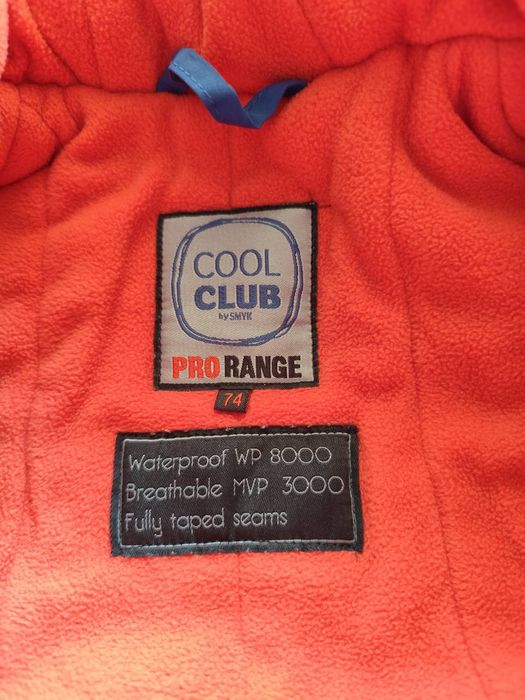 COOL
CLUB
by SMYK
PRO RANGE
74
Waterproof WP 8000
Breathable MVP 3000
Fully taped seams